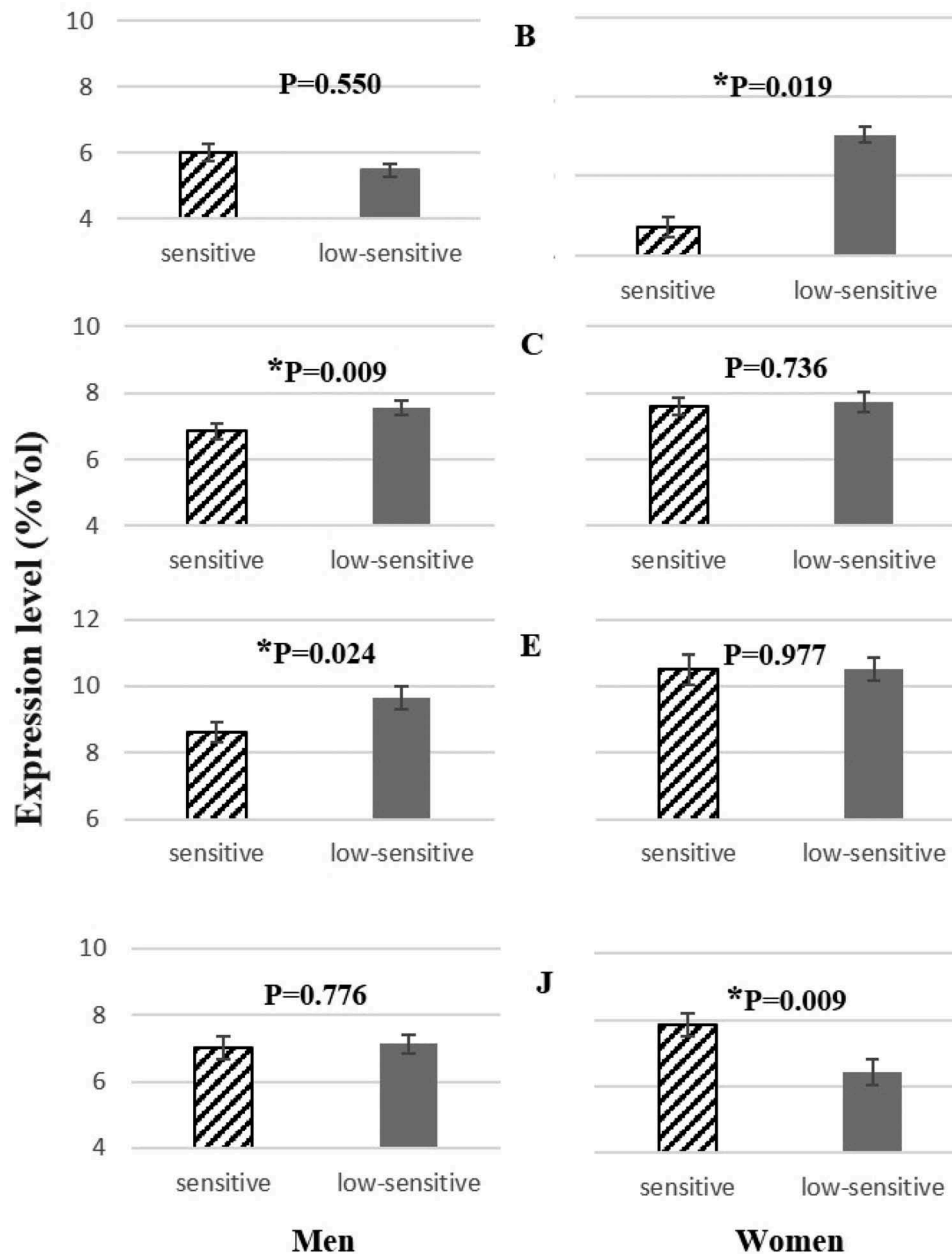 10
8
6
4
P=0.550
sensitive
low-sensitive
B
*P=0.019
sensitive
low-sensitive
Expression level (%Vol)
10
8
6
4
*P=0.009
sensitive
low-sensitive
C
P=0.736
sensitive
low-sensitive
12
10
8
6
*P=0.024
sensitive
low-sensitive
E
P=0.977
sensitive
low-sensitive
10
8
6
4
P=0.776
sensitive
low-sensitive
J
*P=0.009
sensitive
low-sensitive
Men
Women